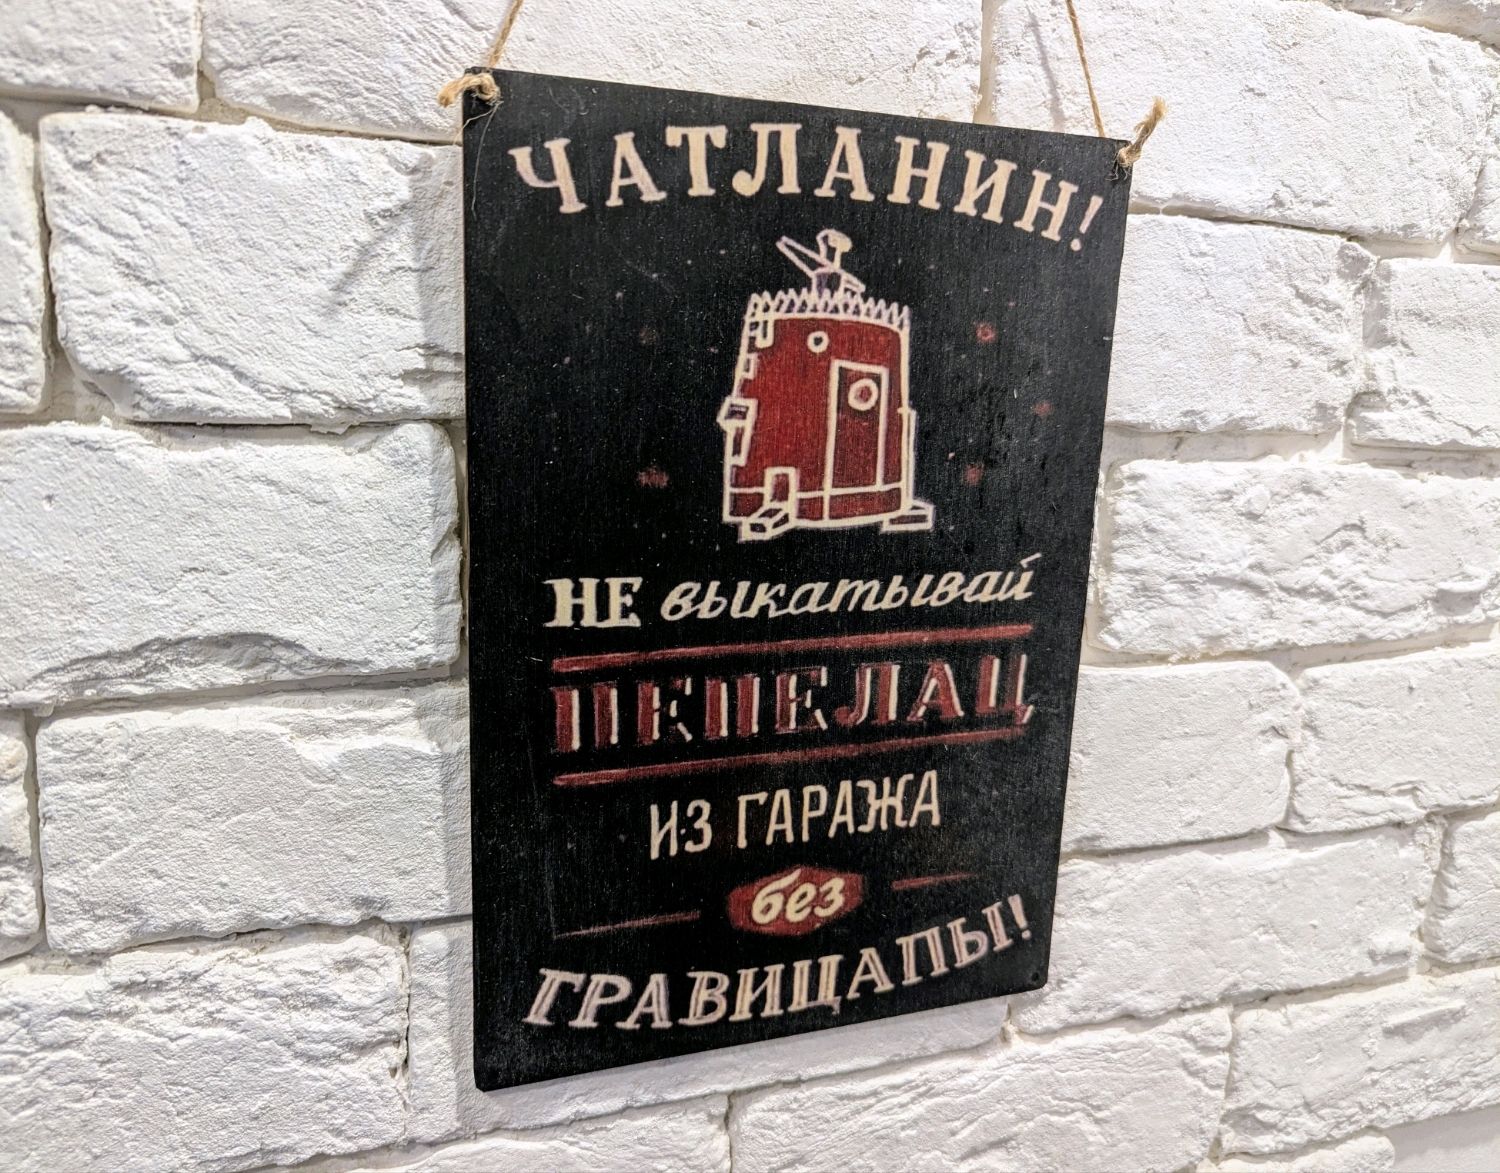 ЧАТЛАНИН!
НЕ выкатывай
ПЕПЕЛАЦ
ИЗ ГАРАЖА
без
ГРАВИЦАПЫ!